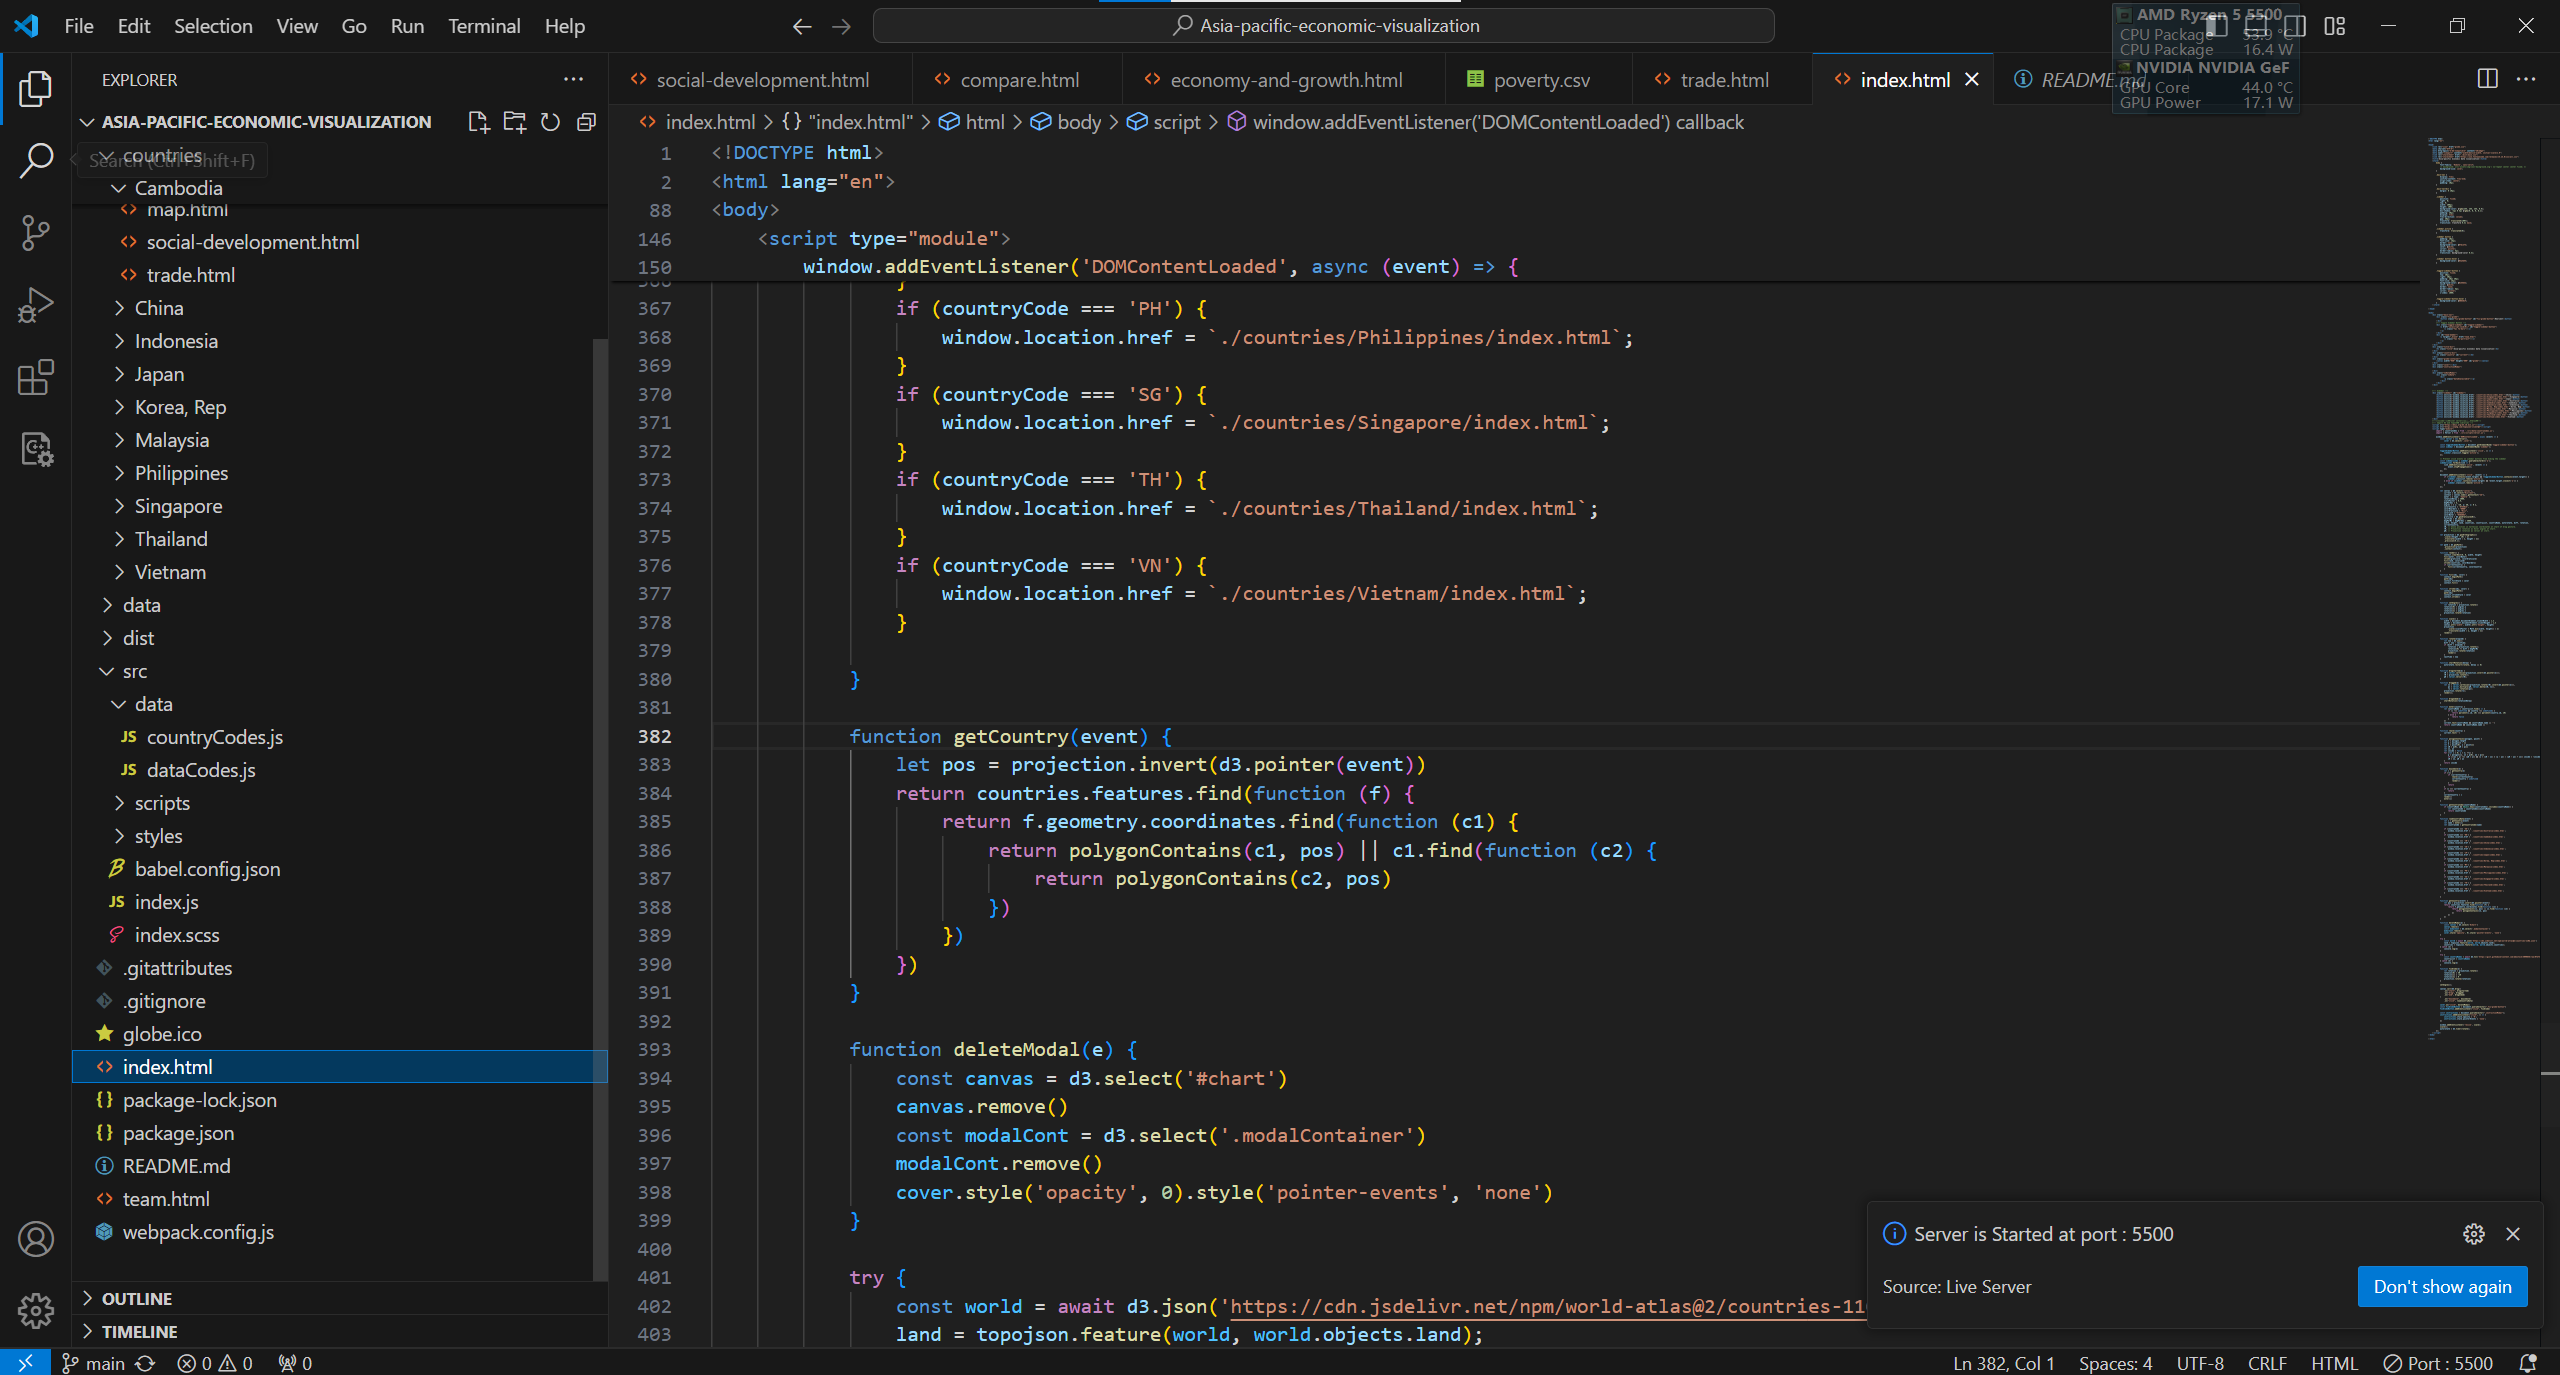 File Edit Selection View Go Run Terminal Help
Asia-pacific-economic-visualization
AMD Ryzen 5 5500
CPU Package 53.9 °C
CPU Package 16.4 W
NVIDIA NVIDIA GeF
GPU Core 44.0 °C
GPU Power 17.1 W
EXPLORER
ASIA-PACIFIC-ECONOMIC-VISUALIZATION
Search (Ctrl+Shift+F)
countries
Cambodia
map.html
social-development.html
trade.html
China
Indonesia
Japan
Korea, Rep
Malaysia
Philippines
Singapore
Thailand
Vietnam
data
dist
src
data
JS countryCodes.js
JS dataCodes.js
scripts
styles
babel.config.json
JS index.js
index.scss
.gitattributes
.gitignore
globe.ico
index.html
package-lock.json
package.json
README.md
team.html
webpack.config.js
OUTLINE
TIMELINE
social-development.html compare.html economy-and-growth.html poverty.csv trade.html index.html README.md
index.html > {} "index.html" > html > body > script > window.addEventListener('DOMContentLoaded') callback
1 <!DOCTYPE html>
2 <html lang="en">
88 <body>
146 <script type="module">
150 window.addEventListener('DOMContentLoaded', async (event) => {
366 }
367 if (countryCode === 'PH') {
368 window.location.href = `./countries/Philippines/index.html`;
369 }
370 if (countryCode === 'SG') {
371 window.location.href = `./countries/Singapore/index.html`;
372 }
373 if (countryCode === 'TH') {
374 window.location.href = `./countries/Thailand/index.html`;
375 }
376 if (countryCode === 'VN') {
377 window.location.href = `./countries/Vietnam/index.html`;
378 }
379
380 }
381
382 function getCountry(event) {
383 let pos = projection.invert(d3.pointer(event))
384 return countries.features.find(function (f) {
385 return f.geometry.coordinates.find(function (c1) {
386 return polygonContains(c1, pos) || c1.find(function (c2) {
387 return polygonContains(c2, pos)
388 })
389 })
390 })
391 }
392
393 function deleteModal(e) {
394 const canvas = d3.select('#chart')
395 canvas.remove()
396 const modalCont = d3.select('.modalContainer')
397 modalCont.remove()
398 cover.style('opacity', 0).style('pointer-events', 'none')
399 }
400
401 try {
402 const world = await d3.json('https://cdn.jsdelivr.net/npm/world-atlas@2/countries-11
403 land = topojson.feature(world, world.objects.land);
Server is Started at port : 5500
Source: Live Server
Don't show again
main 0 0 0
Ln 382, Col 1 Spaces: 4 UTF-8 CRLF HTML Port : 5500